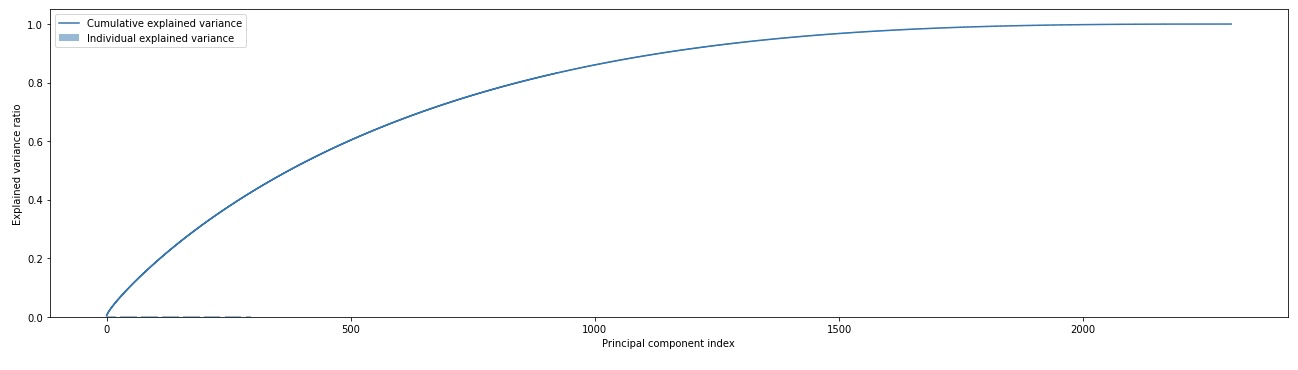 Cumulative explained variance
Individual explained variance
Explained variance ratio
1.0
0.8
0.6
0.4
0.2
0.0
0 500 1000 1500 2000
Principal component index